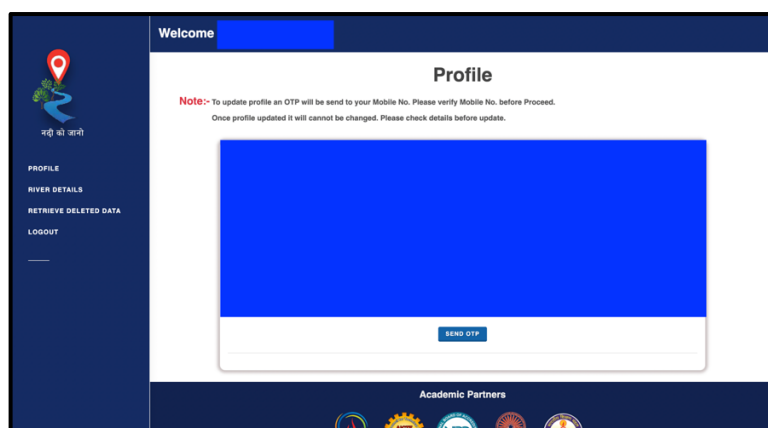 Welcome
नदी को जानो
PROFILE
RIVER DETAILS
RETRIEVE DELETED DATA
LOGOUT
Profile
Note:- To update profile an OTP will be send to your Mobile No. Please verify Mobile No. before Proceed.
Once profile updated it will cannot be changed. Please check details before update.
SEND OTP
Academic Partners